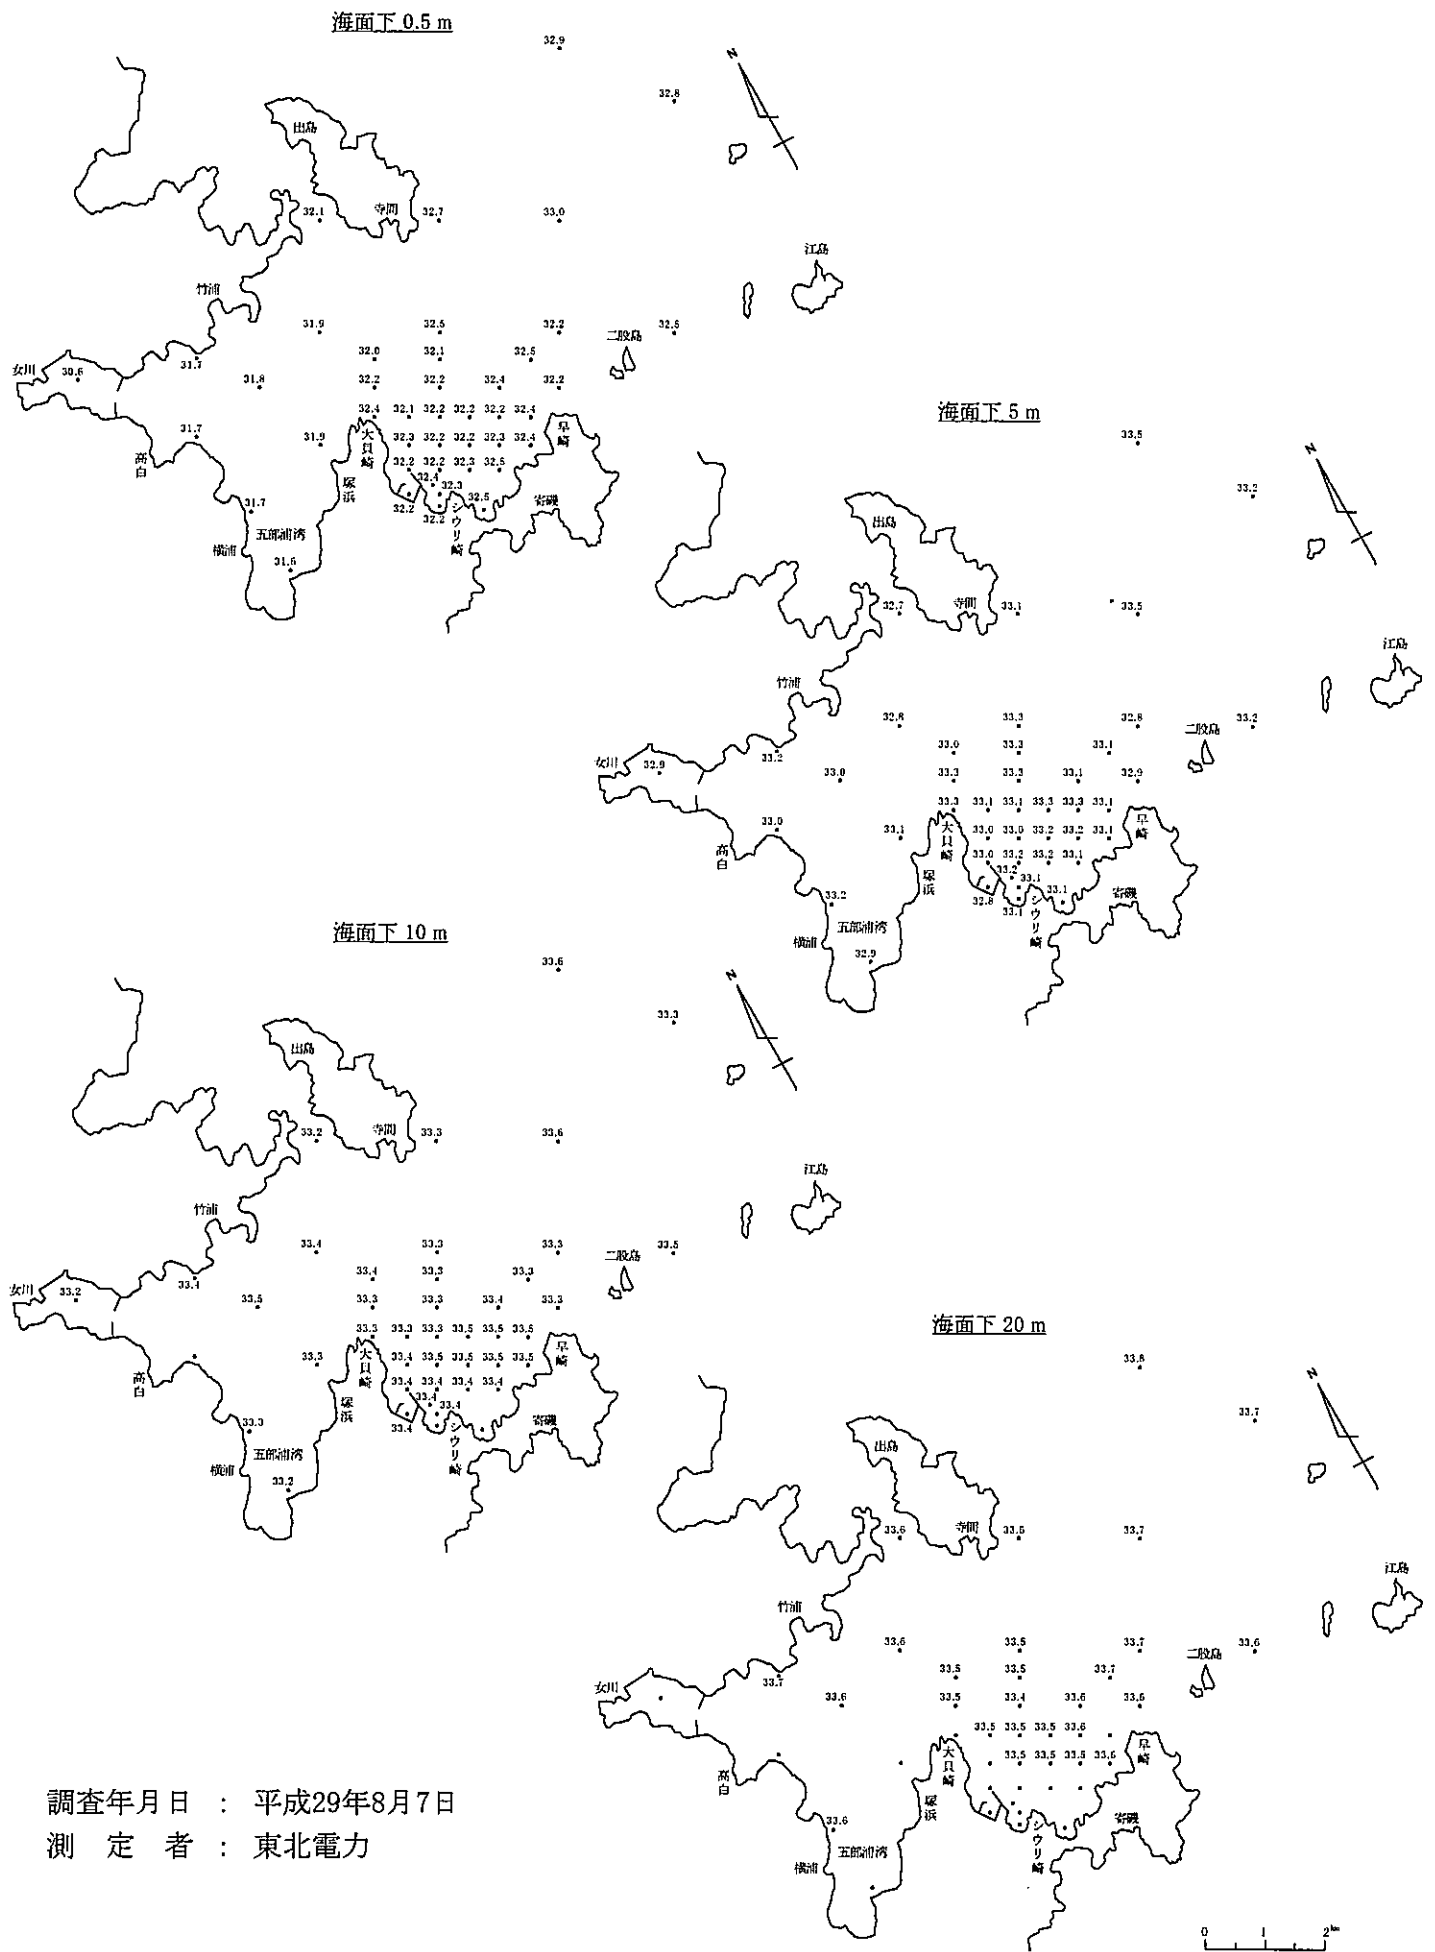 海面下 0.5 m
32.9
32.8
出島
寺間
32.1 32.7 33.0
江島
竹浦
31.9 32.5 32.2 32.6
二股島
32.0 32.1 32.5
31.7
女川
30.6
31.8 32.2 32.2 32.4 32.2
32.4 32.1 32.2 32.2 32.2 32.4
31.7
高白
31.9
大貝崎
32.3 32.2 32.2 32.3 32.4
早崎
32.2 32.2 32.3 32.5
塚浜
32.4
32.3
31.7
32.2
32.2
シウリ崎
32.5
寄磯
五部浦湾
横浦
31.6
海面下 5 m
33.5
33.2
出島
寺間
32.7 33.1 33.5
江島
竹浦
32.8 33.3 32.8 33.2
二股島
33.0 33.3 33.1
33.2
女川
32.9
33.0 33.3 33.3 33.1 32.9
33.3 33.1 33.1 33.3 33.3 33.1
33.0
高白
33.1
大貝崎
33.0 33.2 33.2 33.1
早崎
33.0 33.2 33.2 33.1
塚浜
33.2
33.1
33.2
32.8
33.1
シウリ崎
33.1
寄磯
五部浦湾
横浦
32.9
海面下 10 m
33.6
33.3
出島
寺間
33.2 33.3 33.6
江島
竹浦
33.4 33.3 33.3 33.5
二股島
33.4 33.3 33.3
33.4
女川
33.2
33.5 33.3 33.3 33.4 33.3
33.3 33.3 33.3 33.5 33.5 33.5
高白
33.3
大貝崎
33.4 33.5 33.5 33.5 33.5
早崎
33.4 33.4 33.4 33.4
塚浜
33.4
33.4
33.3
33.4
シウリ崎
寄磯
五部浦湾
横浦
33.2
海面下 20 m
33.8
33.7
出島
寺間
33.6 33.6 33.7
江島
竹浦
33.6 33.5 33.7 33.6
二股島
33.5 33.5 33.7
33.7
女川
33.6 33.5 33.4 33.6 33.6
33.5 33.5 33.5 33.6
高白
大貝崎
33.5 33.5 33.5 33.6
早崎
塚浜
33.6
シウリ崎
寄磯
五部浦湾
横浦
調査年月日 : 平成29年8月7日
測 定 者 : 東北電力
0 1 2 km
N
N
N
N